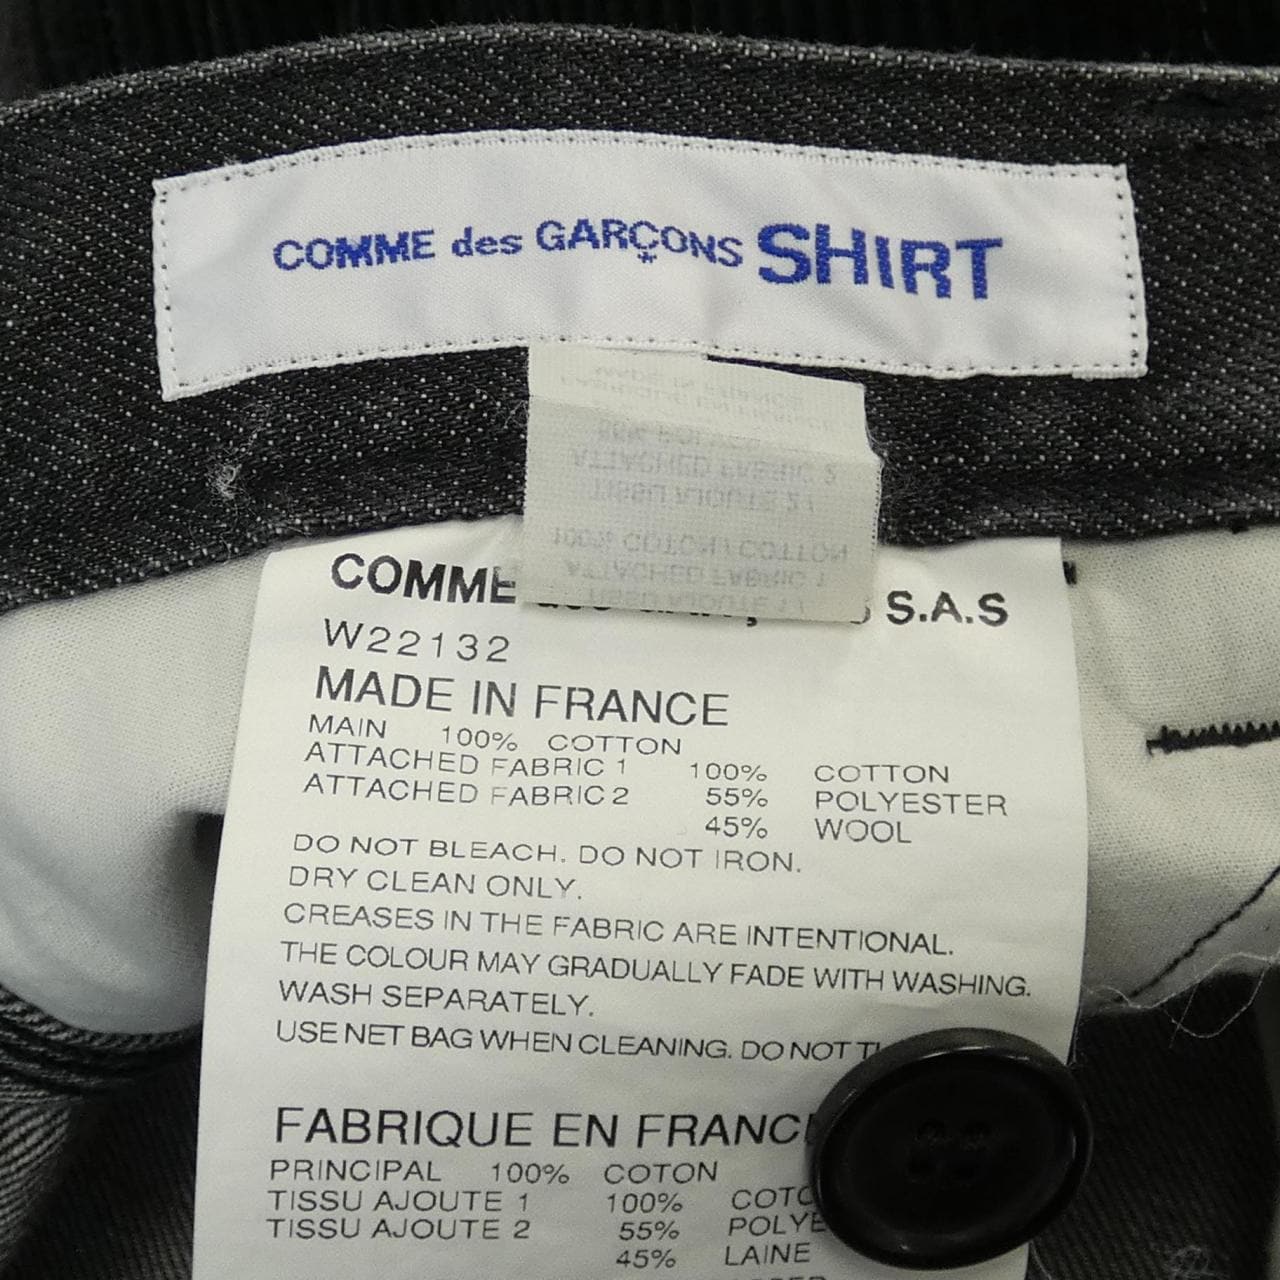 COMME des GARÇONS SHIRT
COMME S.A.S
W22132
MADE IN FRANCE
MAIN 100% COTTON
ATTACHED FABRIC 1 100% COTTON
ATTACHED FABRIC 2 55% POLYESTER
45% WOOL
DO NOT BLEACH. DO NOT IRON.
DRY CLEAN ONLY.
CREASES IN THE FABRIC ARE INTENTIONAL.
THE COLOUR MAY GRADUALLY FADE WITH WASHING.
WASH SEPARATELY.
USE NET BAG WHEN CLEANING. DO NOT
FABRIQUE EN FRANC
PRINCIPAL 100% COTON
TISSU AJOUTE 1 100% COTO
TISSU AJOUTE 2 55% POLYE
45% LAINE